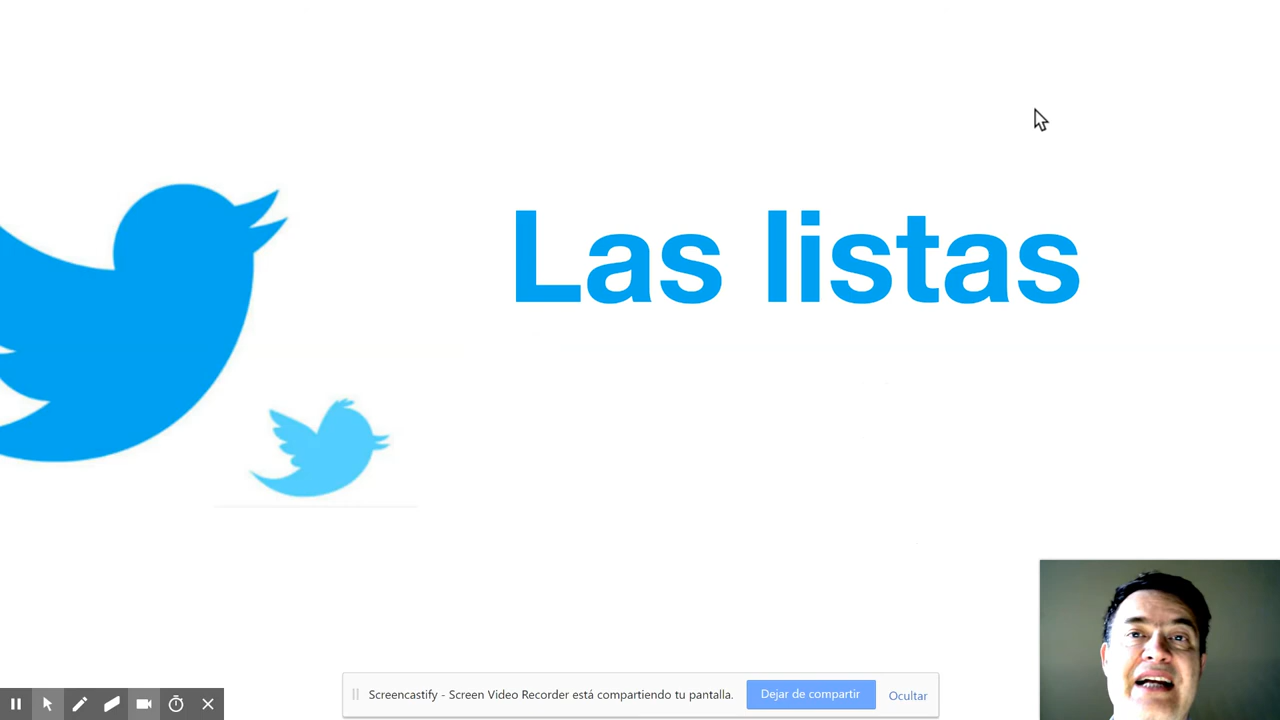 Las listas
Screencastify - Screen Video Recorder está compartiendo tu pantalla.
Dejar de compartir
Ocultar